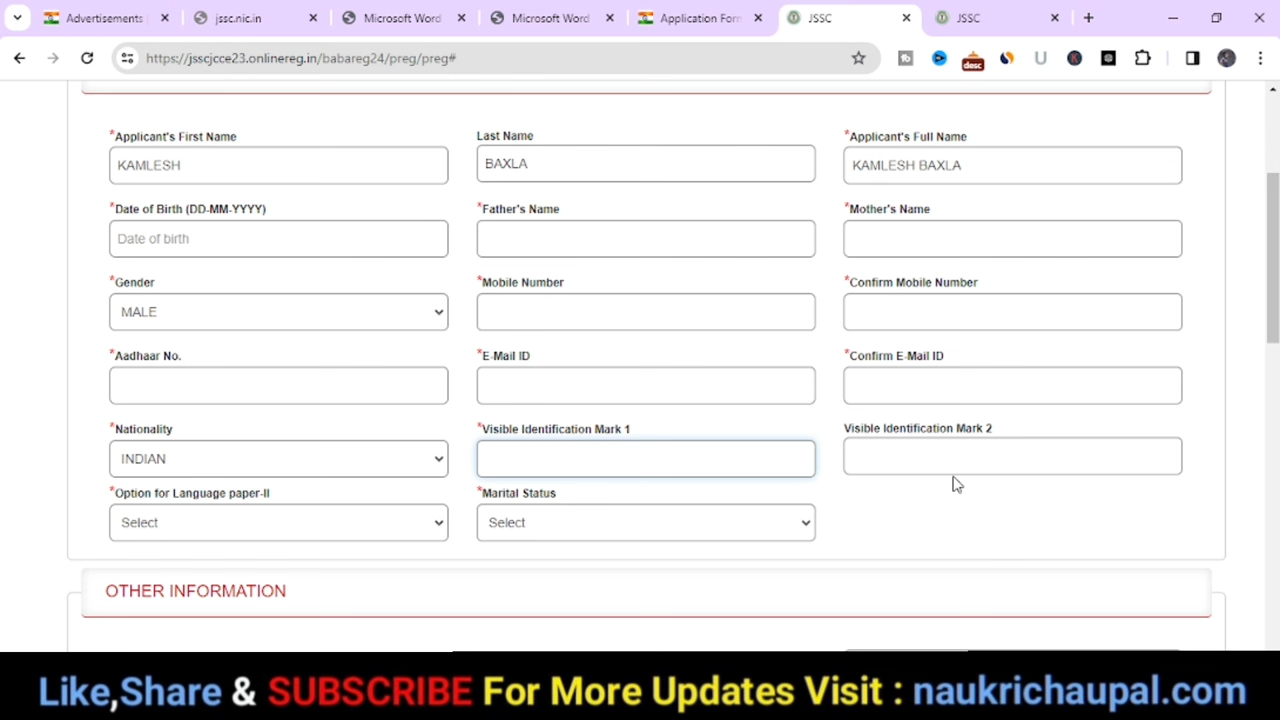 Advertisements
jssc.nic.in
Microsoft Word
Microsoft Word
Application Form
JSSC
JSSC
https://jsscjcce23.onlinereg.in/babareg24/preg/preg#
desc
*Applicant's First Name Last Name *Applicant's Full Name
KAMLESH BAXLA KAMLESH BAXLA
*Date of Birth (DD-MM-YYYY) *Father's Name *Mother's Name
Date of birth
*Gender *Mobile Number *Confirm Mobile Number
MALE
*Aadhaar No. *E-Mail ID *Confirm E-Mail ID
*Nationality *Visible Identification Mark 1 Visible Identification Mark 2
INDIAN
*Option for Language paper-II *Marital Status
Select Select
OTHER INFORMATION
Like,Share & SUBSCRIBE For More Updates Visit : naukrichaupal.com